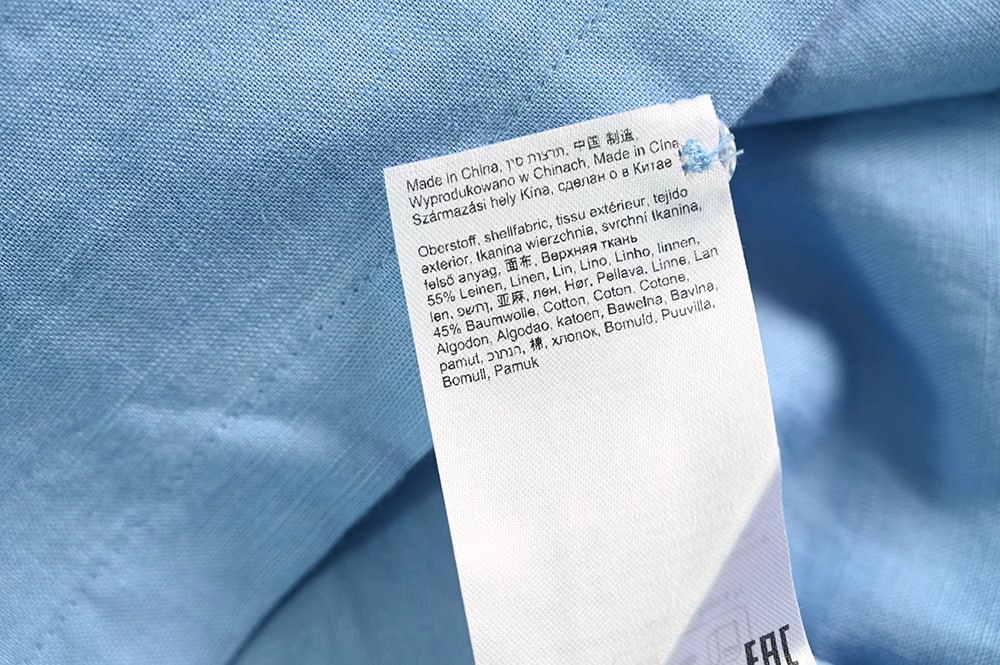 Made in China, תוצרת סין, 中国 制造,
Wyprodukowano w Chinach, Made in Cina
Származási hely Kína, сделан о в Китае
Oberstoff, shellfabric, tissu extérieur, tejido
exterior, tkanina wierzchnia, svrchní tkanina,
felső anyag, 面布, Верхняя ткань
55% Leinen, Linen, Lin, Lino, Linho, linnen,
len, פשתן, 亚麻, лен, Hør, Pellava, Linne, Lan
45% Baumwolle, Cotton, Coton, Cotone,
Algodon, Algodao, katoen, Bawełna, Bavlna,
pamut, כותנה, 棉, хлопок, Bomuld, Puuvilla,
Bomull, Pamuk
EAC